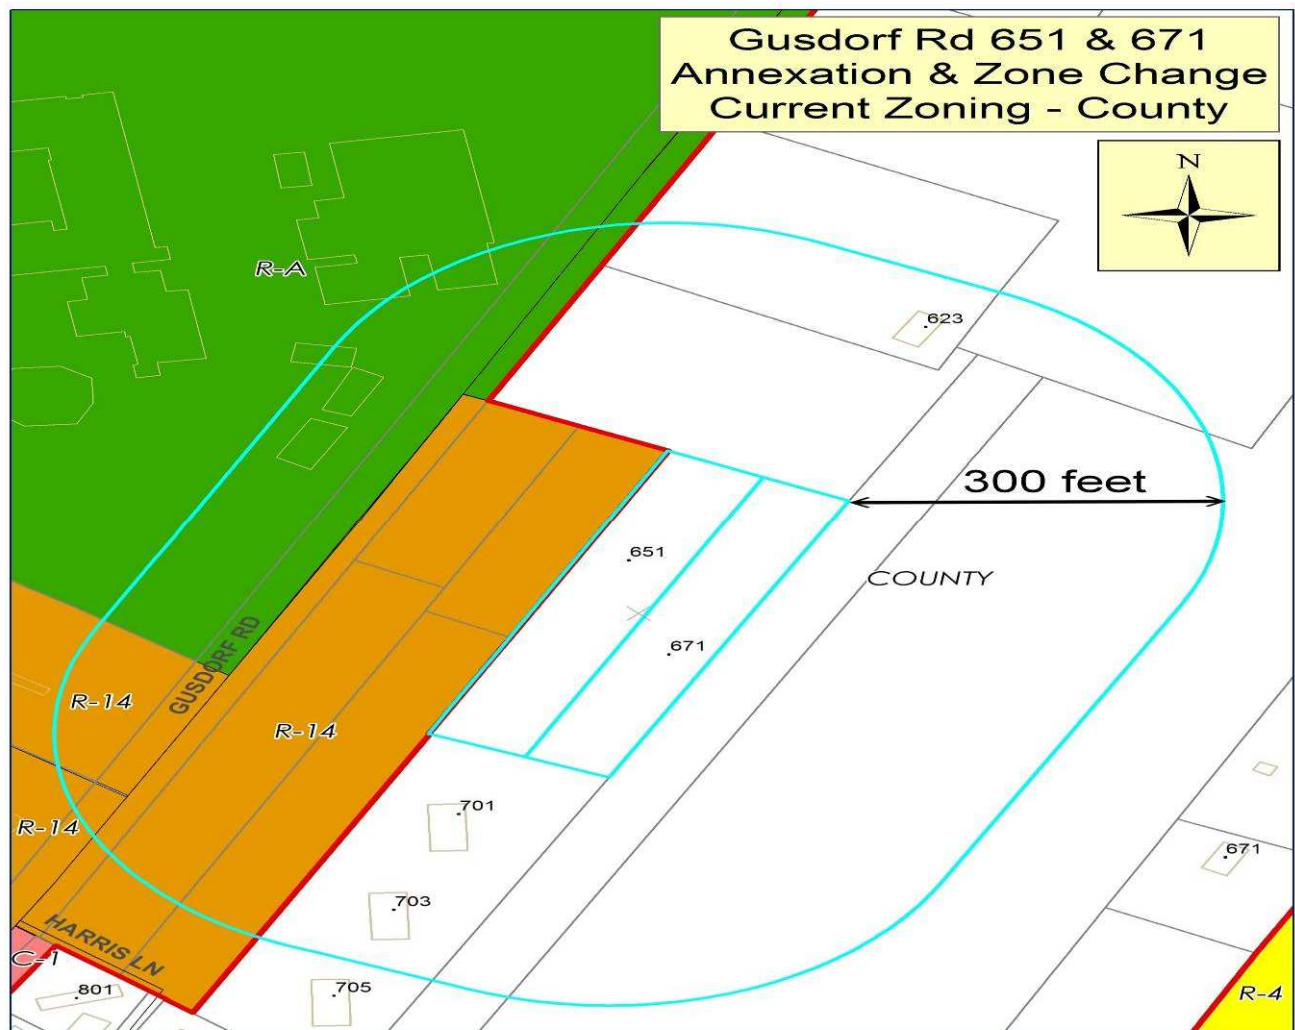 Gusdorf Rd 651 & 671
Annexation & Zone Change
Current Zoning - County
N
R-A
623
300 feet
651
COUNTY
671
GUSDORF RD
R-14
R-14
701
R-14
671
703
HARRIS LN
C-1
801
705
R-4